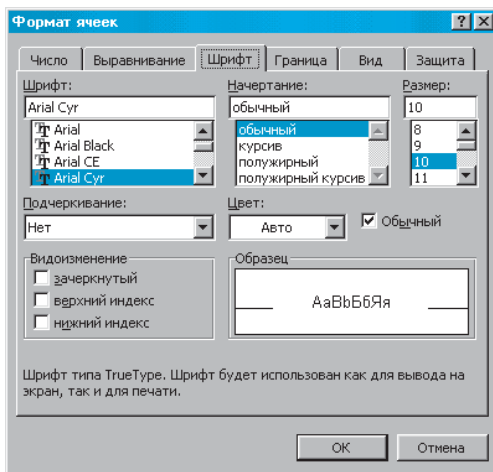 Формат ячеек
Число Выравнивание Шрифт Граница Вид Защита
Шрифт: Начертание: Размер:
Arial Cyr обычный 10
Arial обычный 8
Arial Black курсив 9
Arial CE полужирный 10
Arial Cyr полужирный курсив 11
Подчеркивание: Цвет:
Нет Авто Обычный
Видоизменение Образец
зачеркнутый
верхний индекс АаВbБбЯя
нижний индекс
Шрифт типа TrueType. Шрифт будет использован как для вывода на
экран, так и для печати.
ОК Отмена